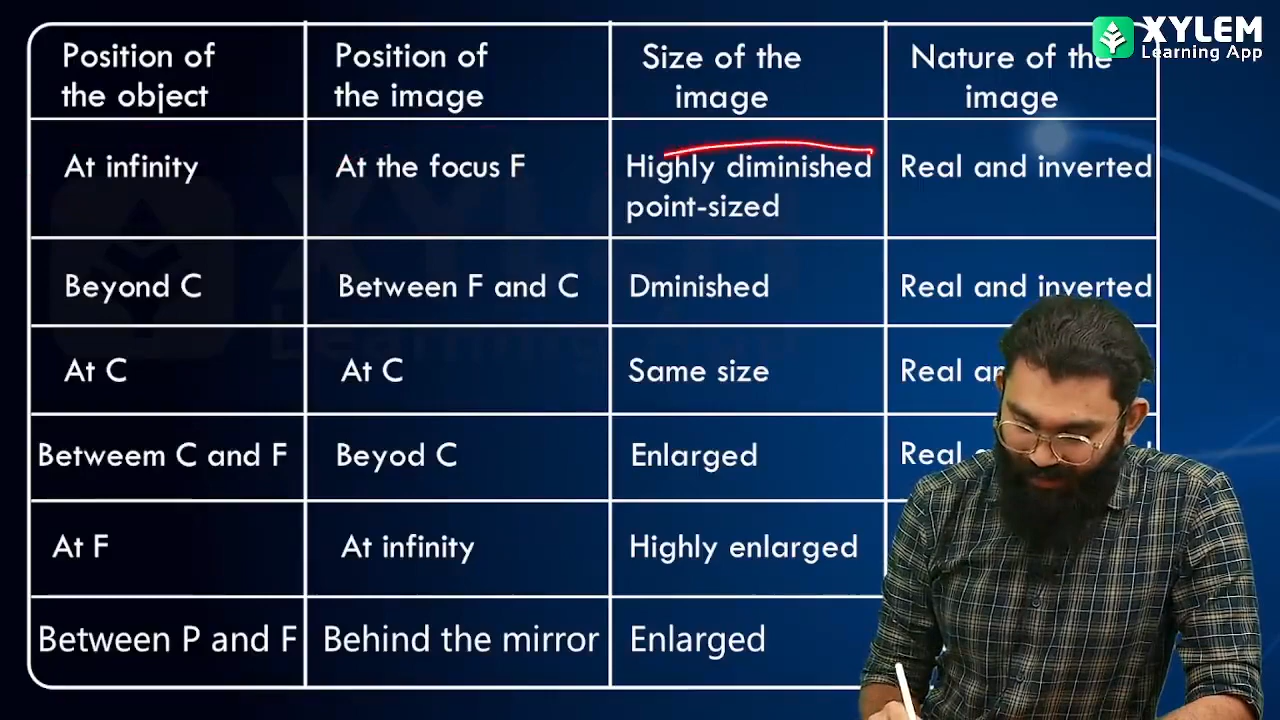 XYLEM
Learning App
Position of
the object
Position of
the image
Size of the
image
Nature of the
image
At infinity
At the focus F
Highly diminished
point-sized
Real and inverted
Beyond C
Between F and C
Dminished
Real and inverted
At C
At C
Same size
Real
Betweem C and F
Beyod C
Enlarged
Real
At F
At infinity
Highly enlarged
Between P and F
Behind the mirror
Enlarged